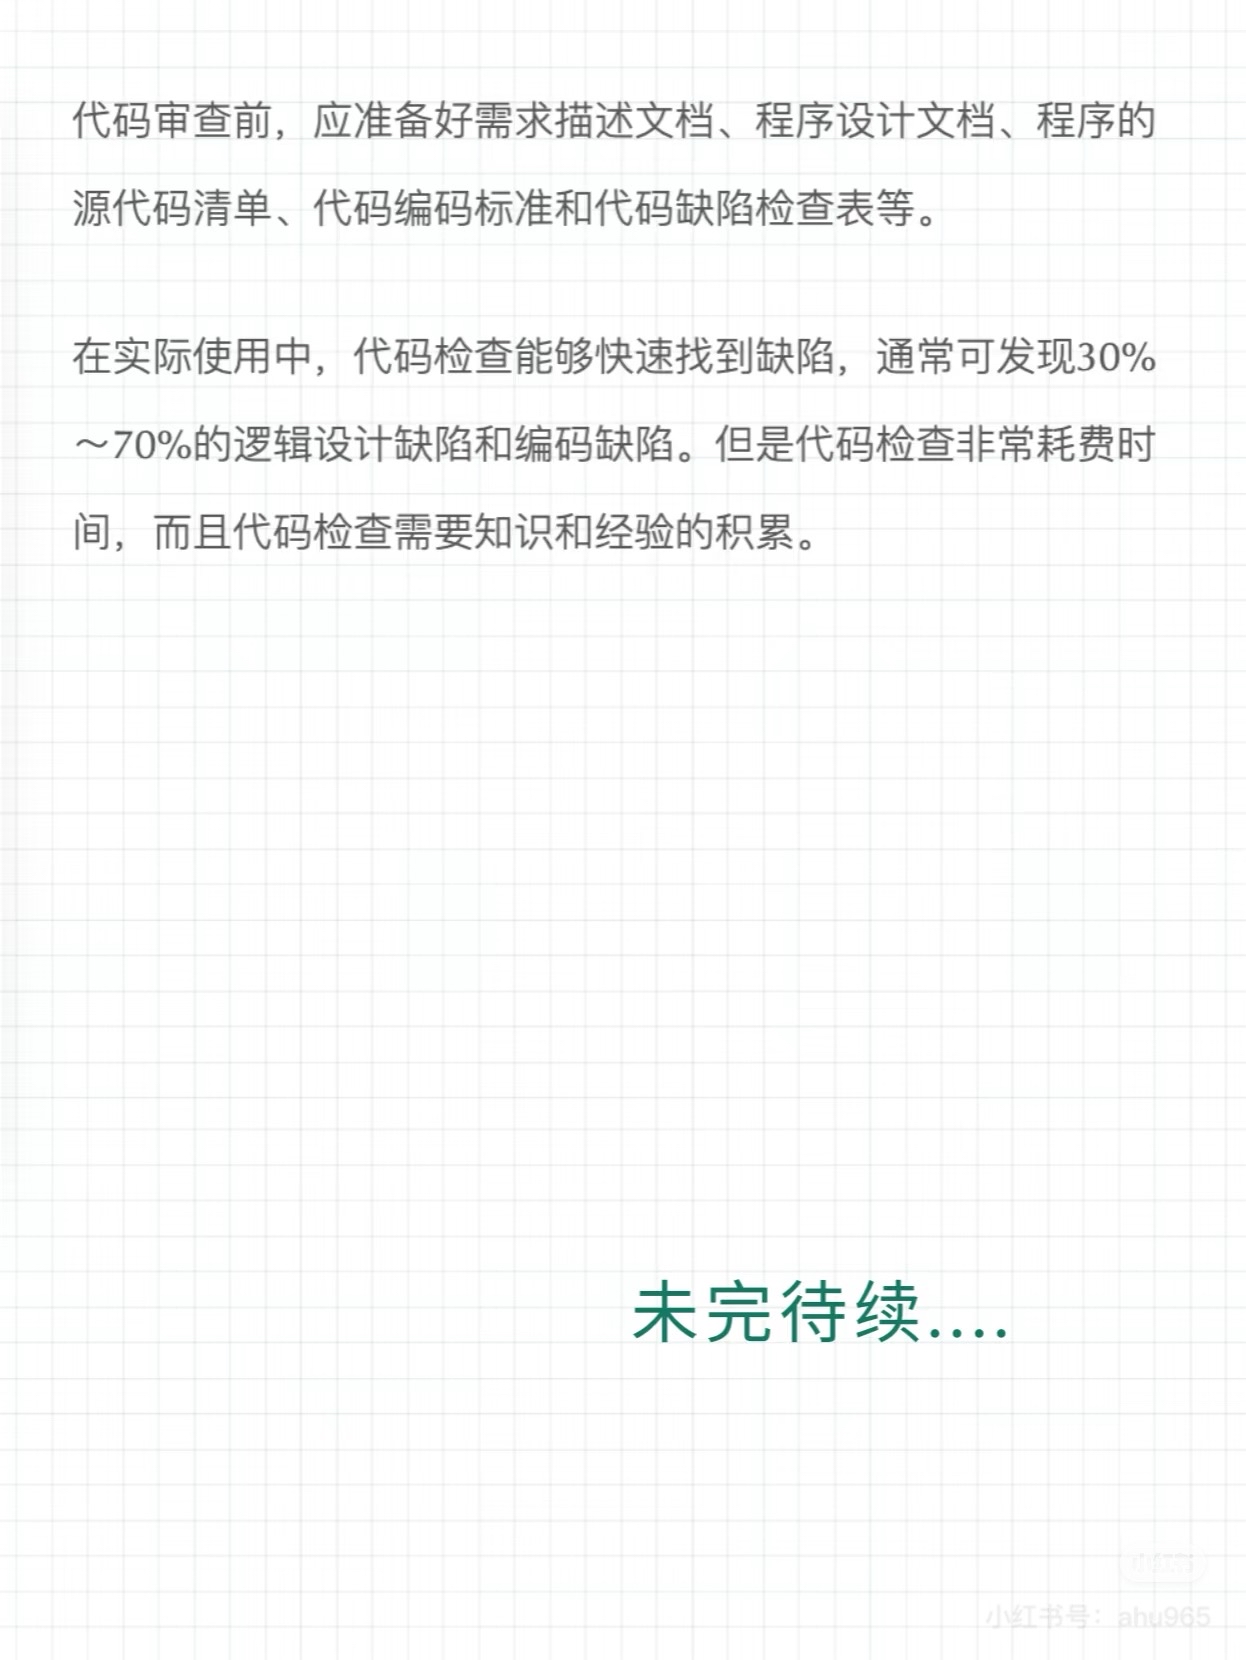 代码审查前，应准备好需求描述文档、程序设计文档、程序的
源代码清单、代码编码标准和代码缺陷检查表等。
在实际使用中，代码检查能够快速找到缺陷，通常可发现30%
～70%的逻辑设计缺陷和编码缺陷。但是代码检查非常耗费时
间，而且代码检查需要知识和经验的积累。
未完待续....
小红书
小红书号：ahu965